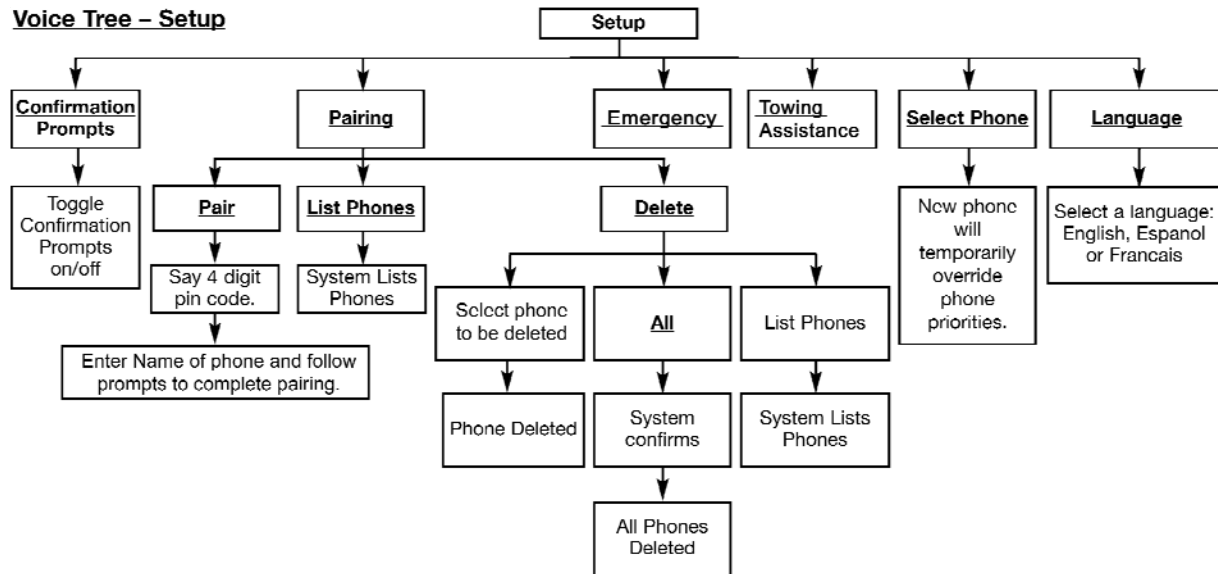 Voice Tree – Setup
Setup
Confirmation
Prompts
Pairing
Emergency
Towing
Assistance
Select Phone
Language
Toggle
Confirmation
Prompts
on/off
Pair
List Phones
Delete
New phone
will
temporarily
override
phone
priorities.
Select a language:
English, Espanol
or Francais
Say 4 digit
pin code.
System Lists
Phones
Select phone
to be deleted
All
List Phones
Enter Name of phone and follow
prompts to complete pairing.
Phone Deleted
System
confirms
System Lists
Phones
All Phones
Deleted